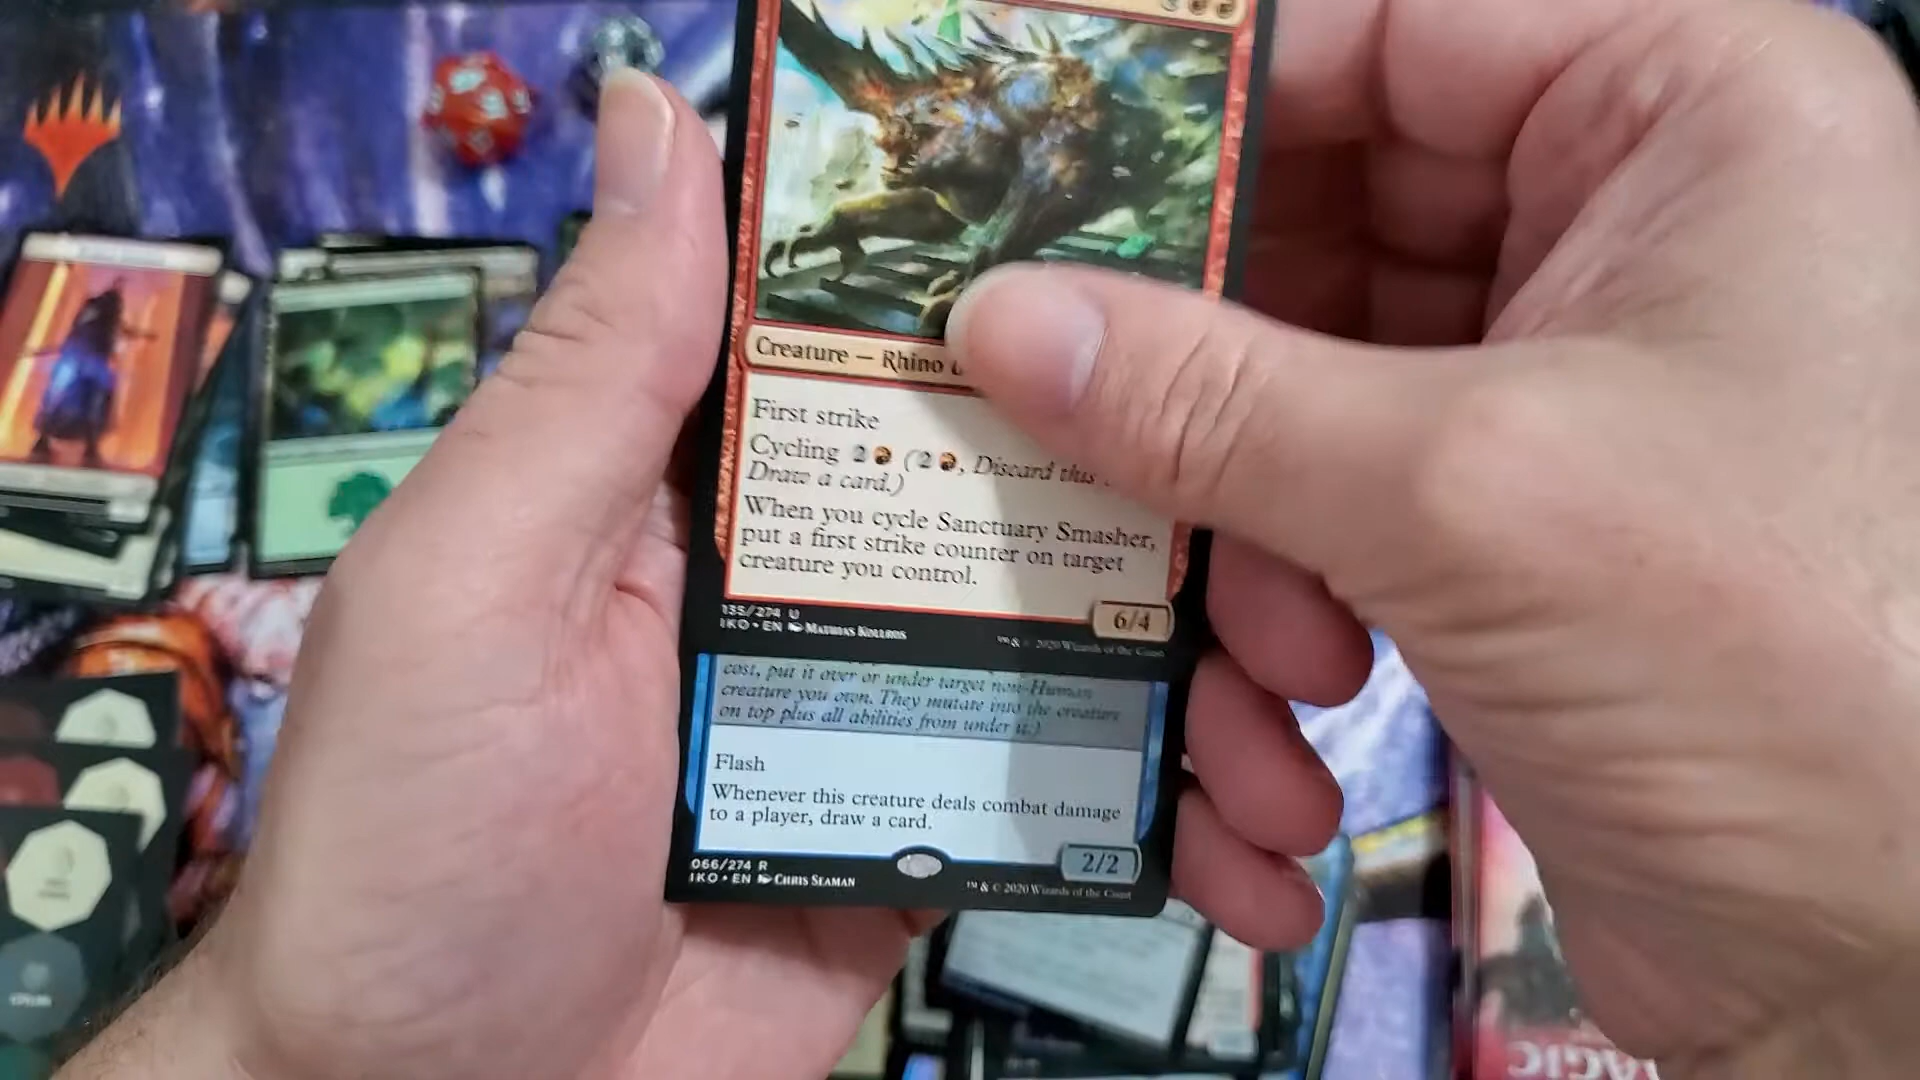 Creature — Rhino
First strike
Cycling 2 (2, Discard this
Draw a card.)
When you cycle Sanctuary Smasher,
put a first strike counter on target
creature you control.
6/4
135/274 U
IKO • EN Mathias Kollros
™ & © 2020 Wizards of the Coast
cost, put it over or under target non-Human
creature you own. They mutate into the creature
on top plus all abilities from under it.)
Flash
Whenever this creature deals combat damage
to a player, draw a card.
2/2
066/274 R
IKO • EN Chris Seaman
™ & © 2020 Wizards of the Coast
MAGIC